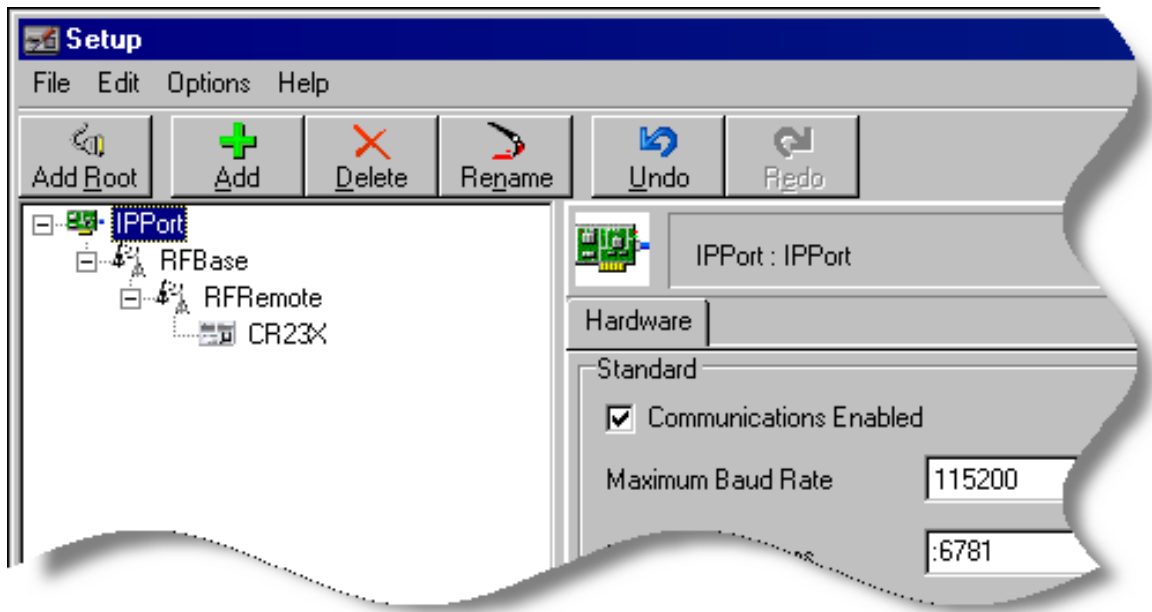 Setup
File Edit Options Help
Add Root Add Delete Rename Undo Redo
IPPort
RFBase
RFRemote
CR23X
IPPort : IPPort
Hardware
Standard
Communications Enabled
Maximum Baud Rate 115200
:6781